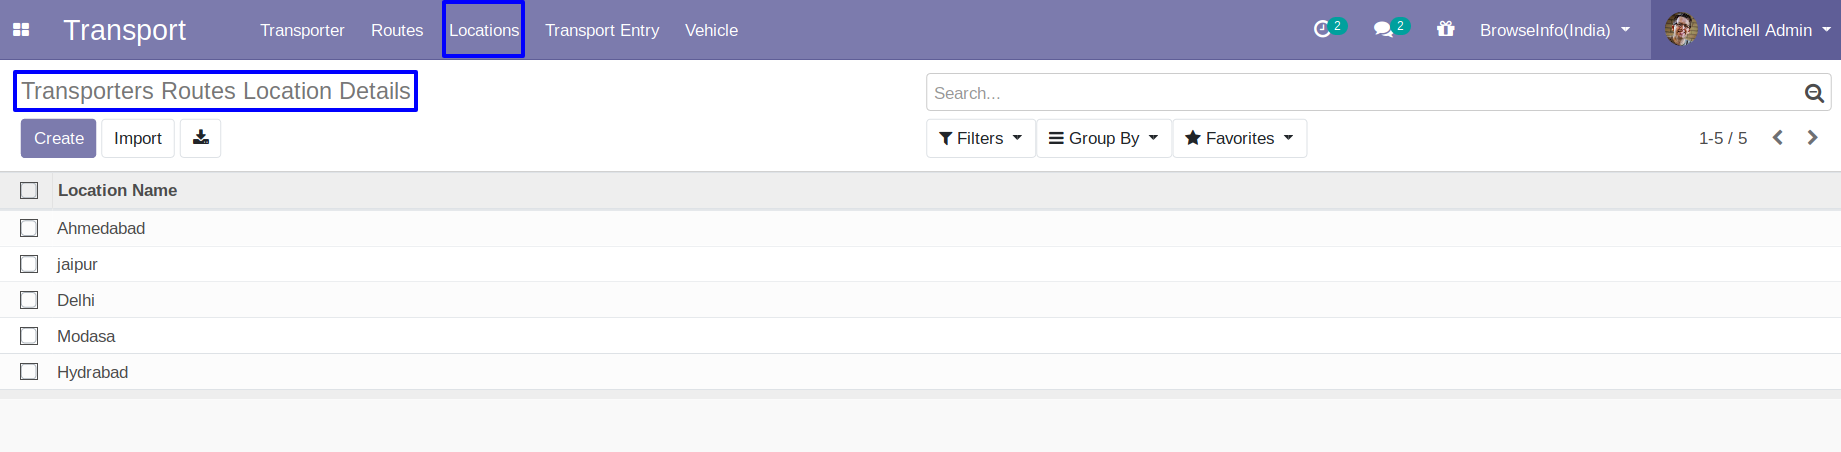 Transport Transporter Routes Locations Transport Entry Vehicle 2 2 BrowseInfo(India) Mitchell Admin
Transporters Routes Location Details
Search...
Create Import Filters Group By Favorites 1-5 / 5
Location Name
Ahmedabad
jaipur
Delhi
Modasa
Hydrabad